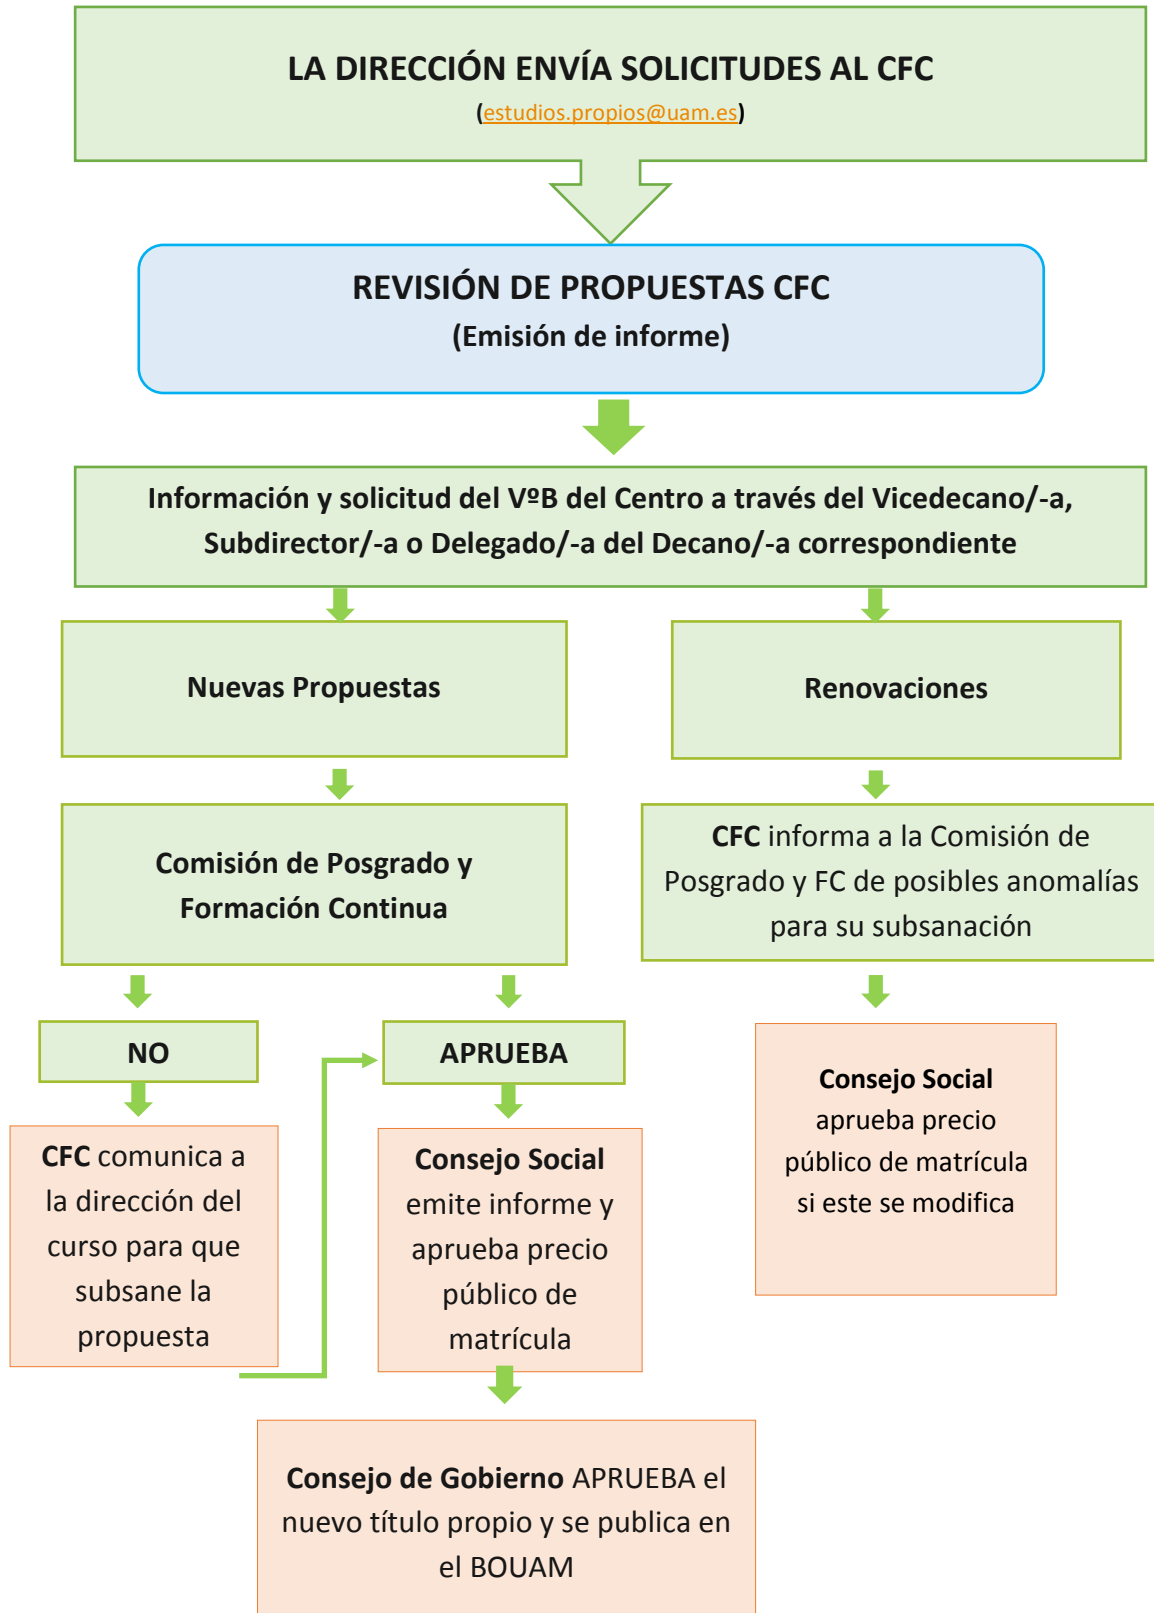 LA DIRECCIÓN ENVÍA SOLICITUDES AL CFC
(estudios.propios@uam.es)
REVISIÓN DE PROPUESTAS CFC
(Emisión de informe)
Información y solicitud del VºB del Centro a través del Vicedecano/-a,
Subdirector/-a o Delegado/-a del Decano/-a correspondiente
Nuevas Propuestas
Renovaciones
Comisión de Posgrado y
Formación Continua
CFC informa a la Comisión de
Posgrado y FC de posibles anomalías
para su subsanación
NO
APRUEBA
CFC comunica a
la dirección del
curso para que
subsane la
propuesta
Consejo Social
emite informe y
aprueba precio
público de
matrícula
Consejo Social
aprueba precio
público de matrícula
si este se modifica
Consejo de Gobierno APRUEBA el
nuevo título propio y se publica en
el BOUAM